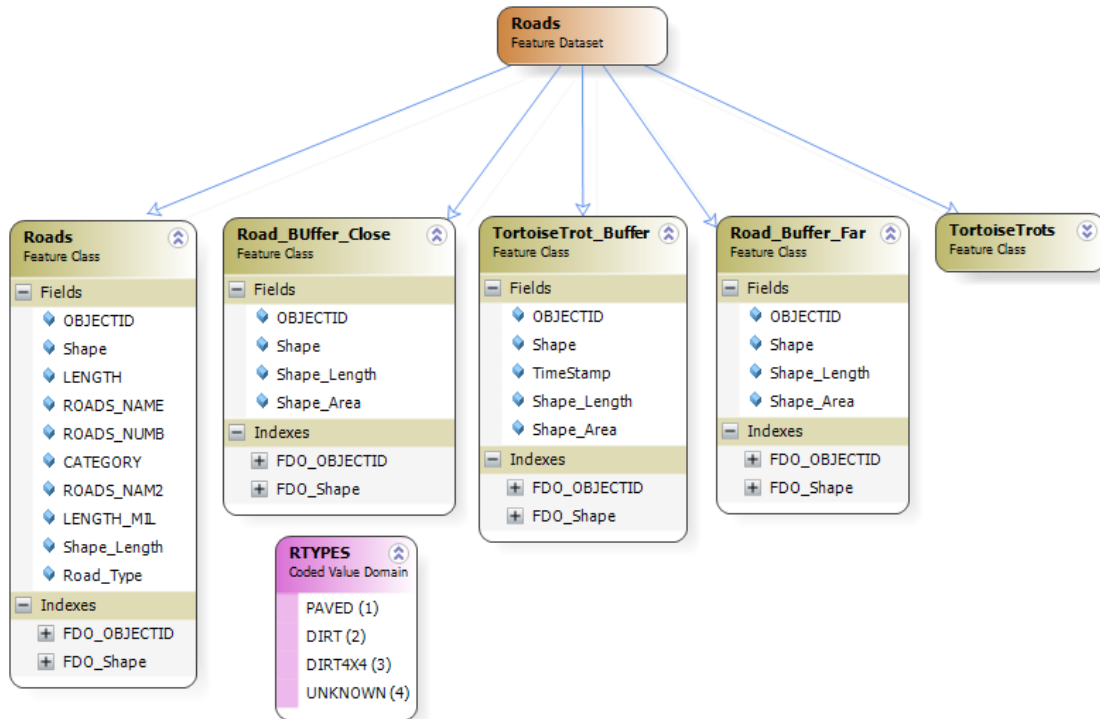 Roads
Feature Dataset
Roads
Feature Class
Fields
OBJECTID
Shape
LENGTH
ROADS_NAME
ROADS_NUMB
CATEGORY
ROADS_NAM2
LENGTH_MIL
Shape_Length
Road_Type
Indexes
FDO_OBJECTID
FDO_Shape
Road_BUffer_Close
Feature Class
Fields
OBJECTID
Shape
Shape_Length
Shape_Area
Indexes
FDO_OBJECTID
FDO_Shape
TortoiseTrot_Buffer
Feature Class
Fields
OBJECTID
Shape
TimeStamp
Shape_Length
Shape_Area
Indexes
FDO_OBJECTID
FDO_Shape
Road_Buffer_Far
Feature Class
Fields
OBJECTID
Shape
Shape_Length
Shape_Area
Indexes
FDO_OBJECTID
FDO_Shape
TortoiseTrots
Feature Class
RTYPES
Coded Value Domain
PAVED (1)
DIRT (2)
DIRT4X4 (3)
UNKNOWN (4)